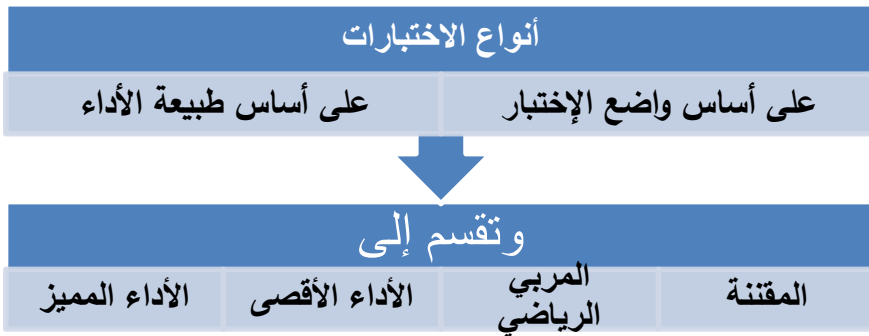 أنواع الاختبارات
على أساس واضع الإختبار
على أساس طبيعة الأداء
وتقسم إلى
المقننة
المربي
الرياضي
الأداء الأقصى
الأداء المميز